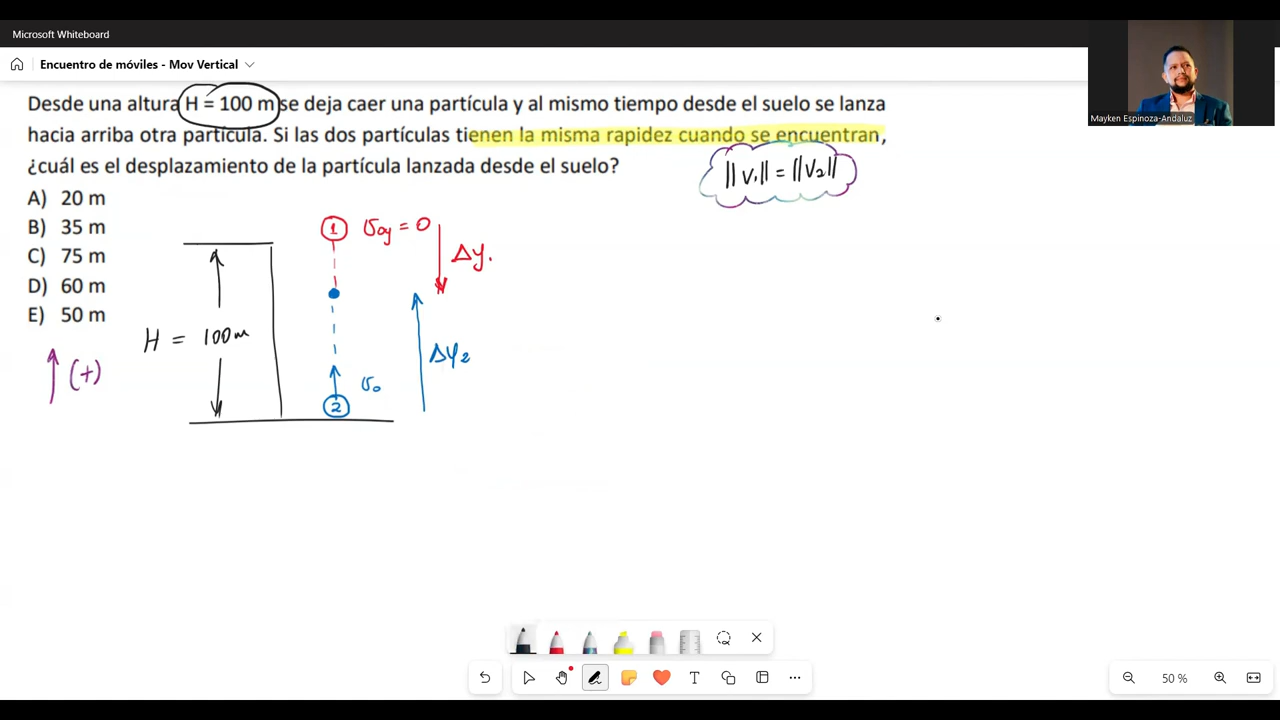 Microsoft Whiteboard
Encuentro de móviles - Mov Vertical
Mayken Espinoza-Andaluz
Desde una altura H = 100 m se deja caer una partícula y al mismo tiempo desde el suelo se lanza
hacia arriba otra partícula. Si las dos partículas tienen la misma rapidez cuando se encuentran,
¿cuál es el desplazamiento de la partícula lanzada desde el suelo?
||v₁|| = ||v₂||
A) 20 m
B) 35 m
C) 75 m
D) 60 m
E) 50 m
1 v₀y = 0
Δy₁
H = 100m
Δy₂
(+)
v₀
2
50 %